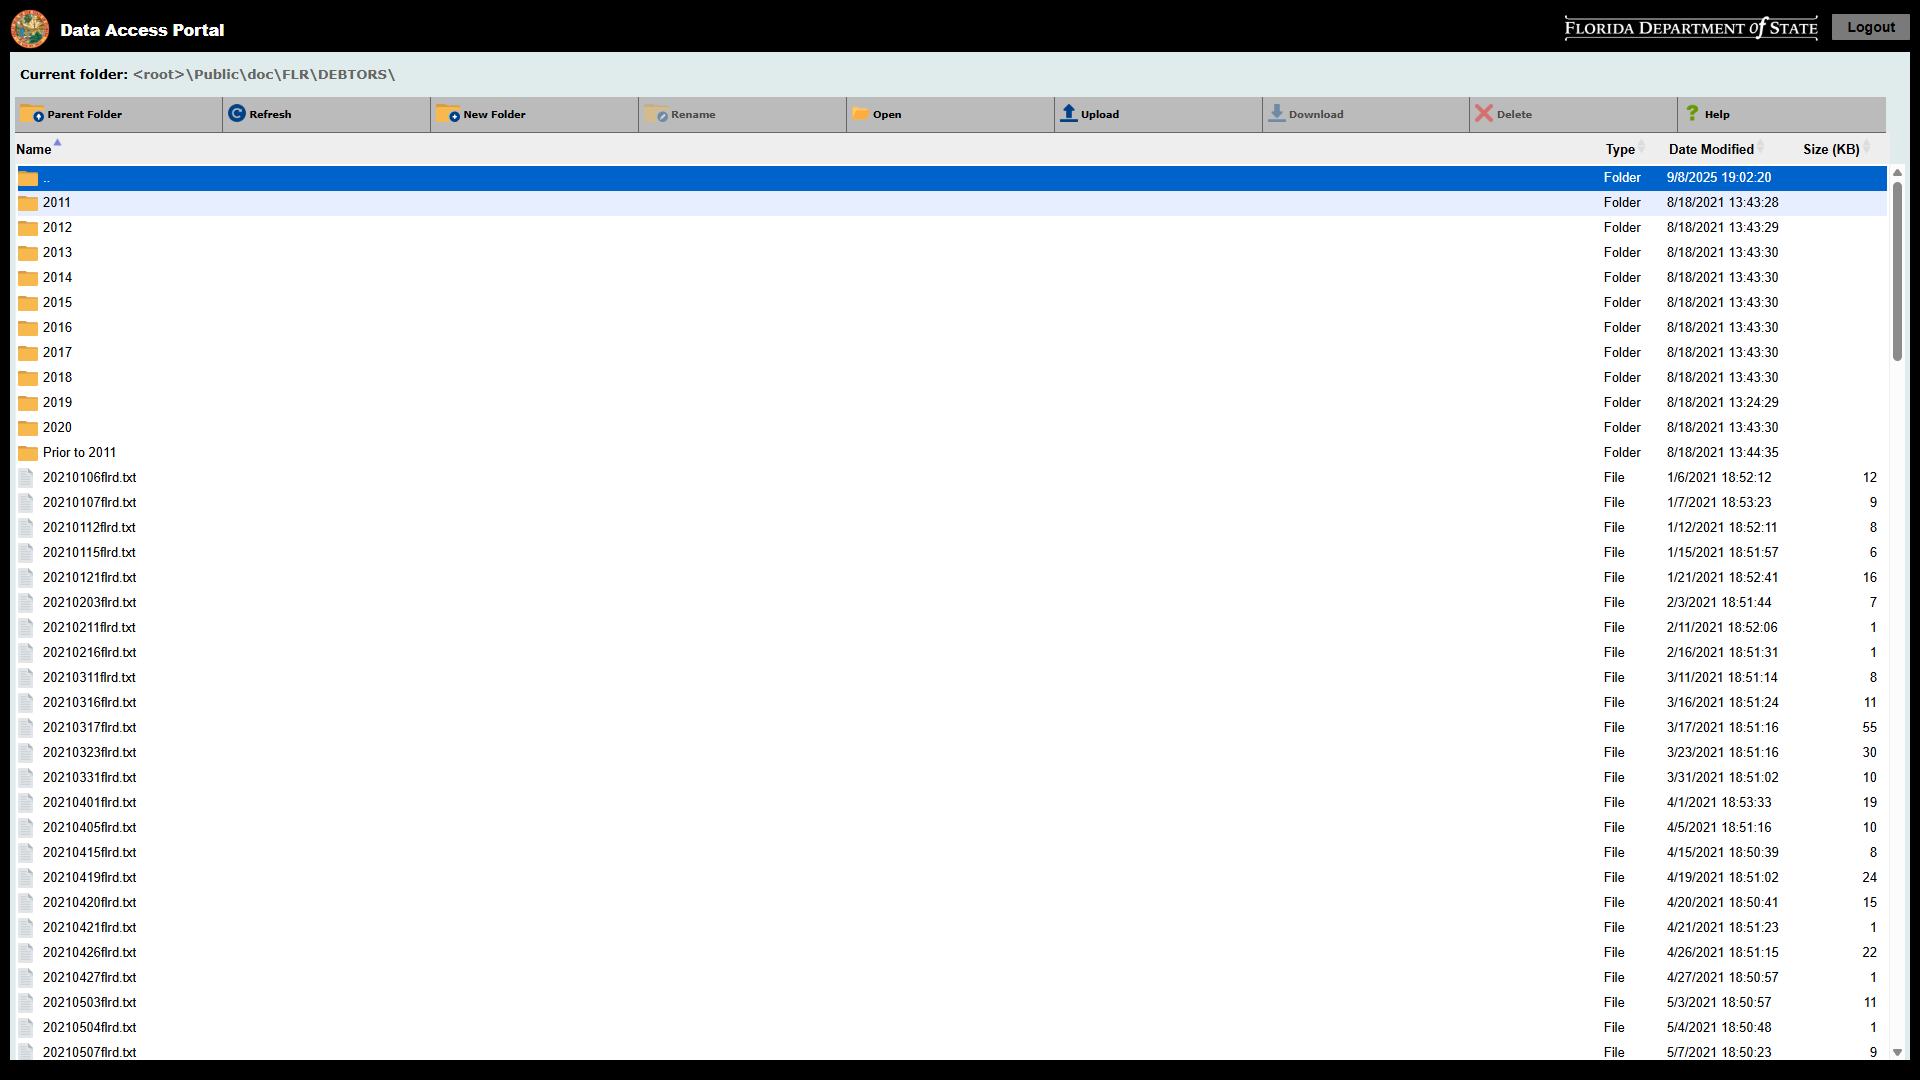 Data Access Portal
FLORIDA DEPARTMENT of STATE
Logout
Current folder: <root>\Public\doc\FLR\DEBTORS\
Parent Folder Refresh New Folder Rename Open Upload Download Delete Help
Name Type Date Modified Size (KB)
.. Folder 9/8/2025 19:02:20
2011 Folder 8/18/2021 13:43:28
2012 Folder 8/18/2021 13:43:29
2013 Folder 8/18/2021 13:43:30
2014 Folder 8/18/2021 13:43:30
2015 Folder 8/18/2021 13:43:30
2016 Folder 8/18/2021 13:43:30
2017 Folder 8/18/2021 13:43:30
2018 Folder 8/18/2021 13:43:30
2019 Folder 8/18/2021 13:24:29
2020 Folder 8/18/2021 13:43:30
Prior to 2011 Folder 8/18/2021 13:44:35
20210106flrd.txt File 1/6/2021 18:52:12 12
20210107flrd.txt File 1/7/2021 18:53:23 9
20210112flrd.txt File 1/12/2021 18:52:11 8
20210115flrd.txt File 1/15/2021 18:51:57 6
20210121flrd.txt File 1/21/2021 18:52:41 16
20210203flrd.txt File 2/3/2021 18:51:44 7
20210211flrd.txt File 2/11/2021 18:52:06 1
20210216flrd.txt File 2/16/2021 18:51:31 1
20210311flrd.txt File 3/11/2021 18:51:14 8
20210316flrd.txt File 3/16/2021 18:51:24 11
20210317flrd.txt File 3/17/2021 18:51:16 55
20210323flrd.txt File 3/23/2021 18:51:16 30
20210331flrd.txt File 3/31/2021 18:51:02 10
20210401flrd.txt File 4/1/2021 18:53:33 19
20210405flrd.txt File 4/5/2021 18:51:16 10
20210415flrd.txt File 4/15/2021 18:50:39 8
20210419flrd.txt File 4/19/2021 18:51:02 24
20210420flrd.txt File 4/20/2021 18:50:41 15
20210421flrd.txt File 4/21/2021 18:51:23 1
20210426flrd.txt File 4/26/2021 18:51:15 22
20210427flrd.txt File 4/27/2021 18:50:57 1
20210503flrd.txt File 5/3/2021 18:50:57 11
20210504flrd.txt File 5/4/2021 18:50:48 1
20210507flrd.txt File 5/7/2021 18:50:23 9